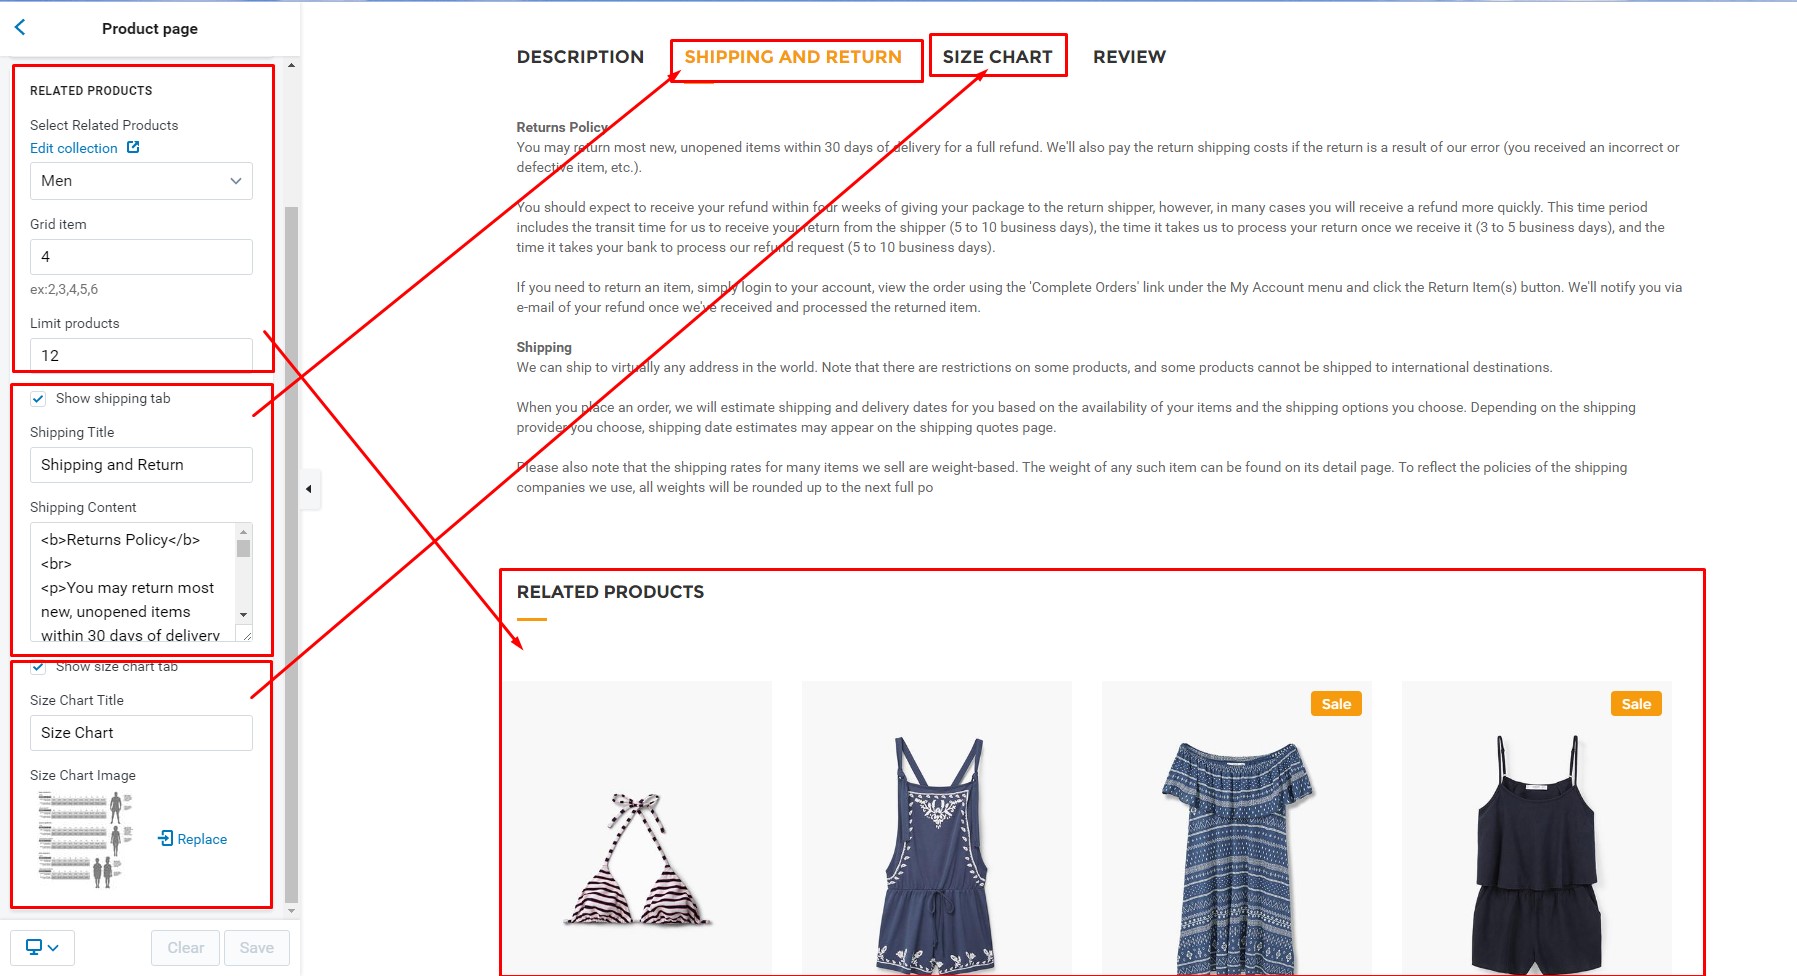 Product page
RELATED PRODUCTS
Select Related Products
Edit collection
Men
Grid item
4
ex:2,3,4,5,6
Limit products
12
Show shipping tab
Shipping Title
Shipping and Return
Shipping Content
<b>Returns Policy</b>
<br>
<p>You may return most
new, unopened items
within 30 days of delivery
Show size chart tab
Size Chart Title
Size Chart
Size Chart Image
Replace
Clear
Save
DESCRIPTION SHIPPING AND RETURN SIZE CHART REVIEW
Returns Policy
You may return most new, unopened items within 30 days of delivery for a full refund. We'll also pay the return shipping costs if the return is a result of our error (you received an incorrect or
defective item, etc.).
You should expect to receive your refund within four weeks of giving your package to the return shipper, however, in many cases you will receive a refund more quickly. This time period
includes the transit time for us to receive your return from the shipper (5 to 10 business days), the time it takes us to process your return once we receive it (3 to 5 business days), and the
time it takes your bank to process our refund request (5 to 10 business days).
If you need to return an item, simply login to your account, view the order using the 'Complete Orders' link under the My Account menu and click the Return Item(s) button. We'll notify you via
e-mail of your refund once we've received and processed the returned item.
Shipping
We can ship to virtually any address in the world. Note that there are restrictions on some products, and some products cannot be shipped to international destinations.
When you place an order, we will estimate shipping and delivery dates for you based on the availability of your items and the shipping options you choose. Depending on the shipping
provider you choose, shipping date estimates may appear on the shipping quotes page.
Please also note that the shipping rates for many items we sell are weight-based. The weight of any such item can be found on its detail page. To reflect the policies of the shipping
companies we use, all weights will be rounded up to the next full po
RELATED PRODUCTS
Sale
Sale